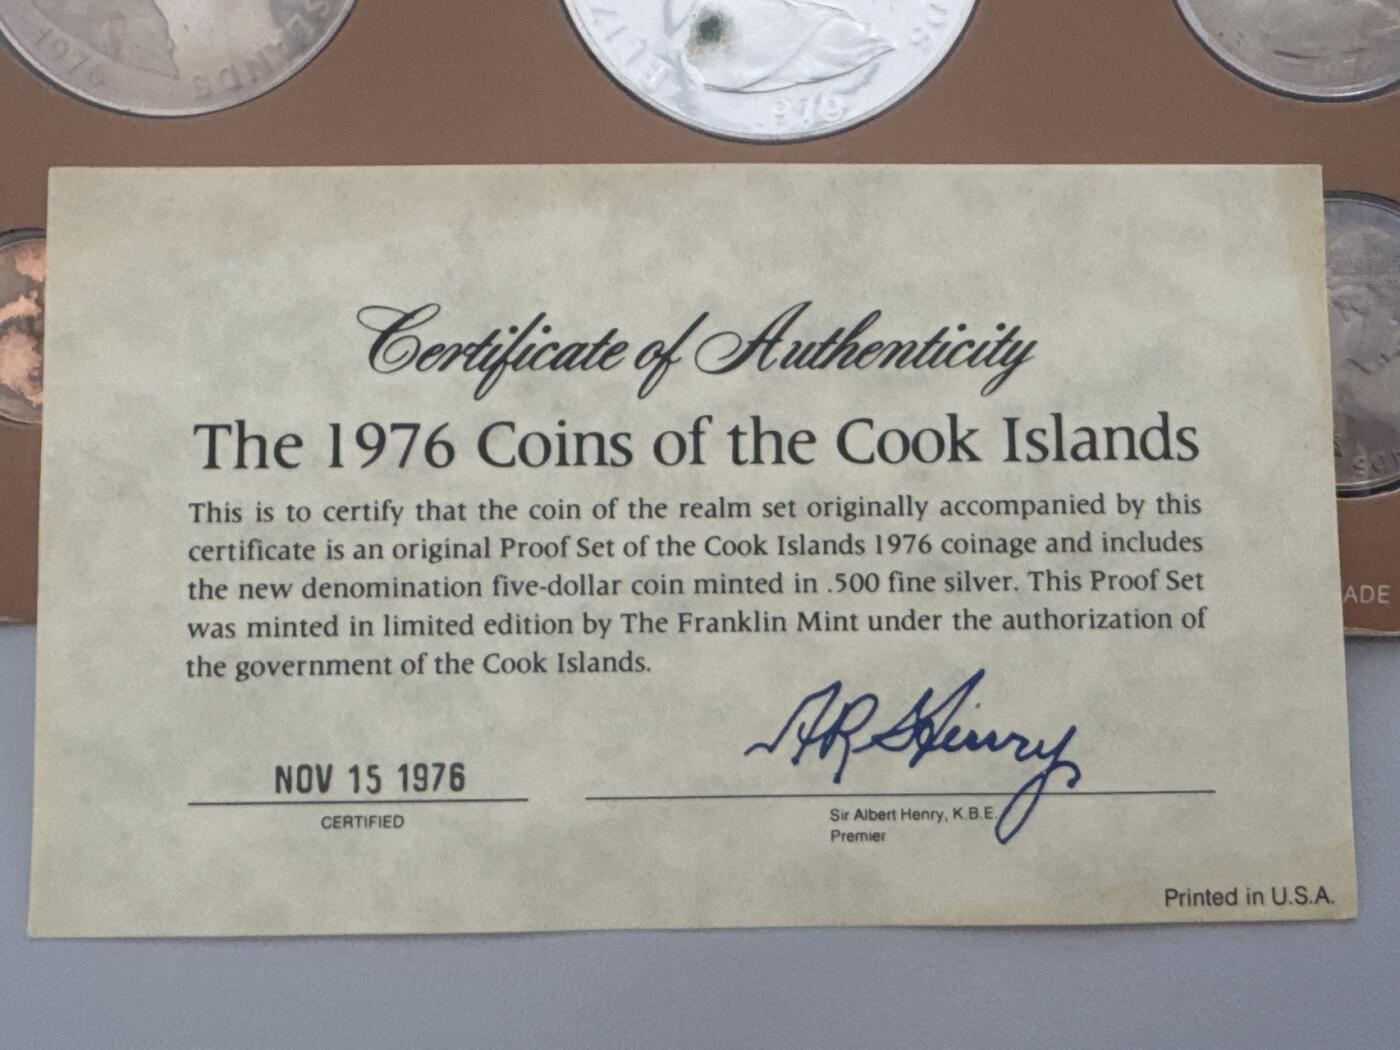 1976
ISLANDS
1976
Certificate of Authenticity
The 1976 Coins of the Cook Islands
This is to certify that the coin of the realm set originally accompanied by this
certificate is an original Proof Set of the Cook Islands 1976 coinage and includes
the new denomination five-dollar coin minted in .500 fine silver. This Proof Set
was minted in limited edition by The Franklin Mint under the authorization of
the government of the Cook Islands.
NOV 15 1976
CERTIFIED
Sir Albert Henry, K.B.E.
Premier
Printed in U.S.A.